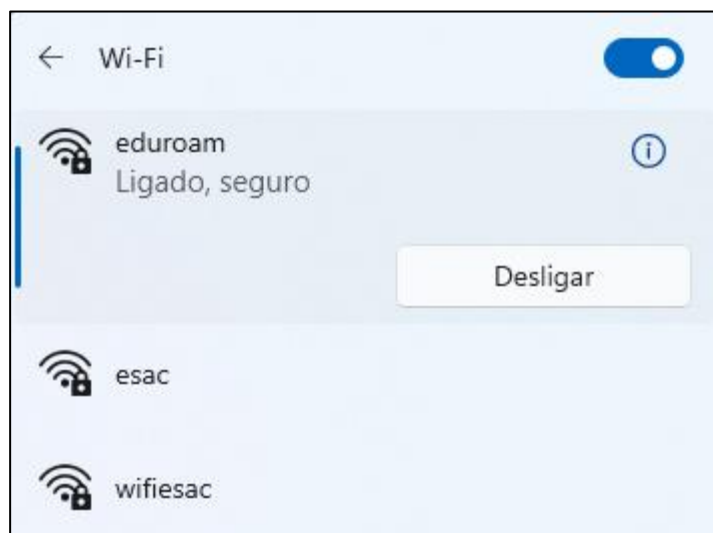 Wi-Fi
eduroam
Ligado, seguro
Desligar
esac
wifiesac